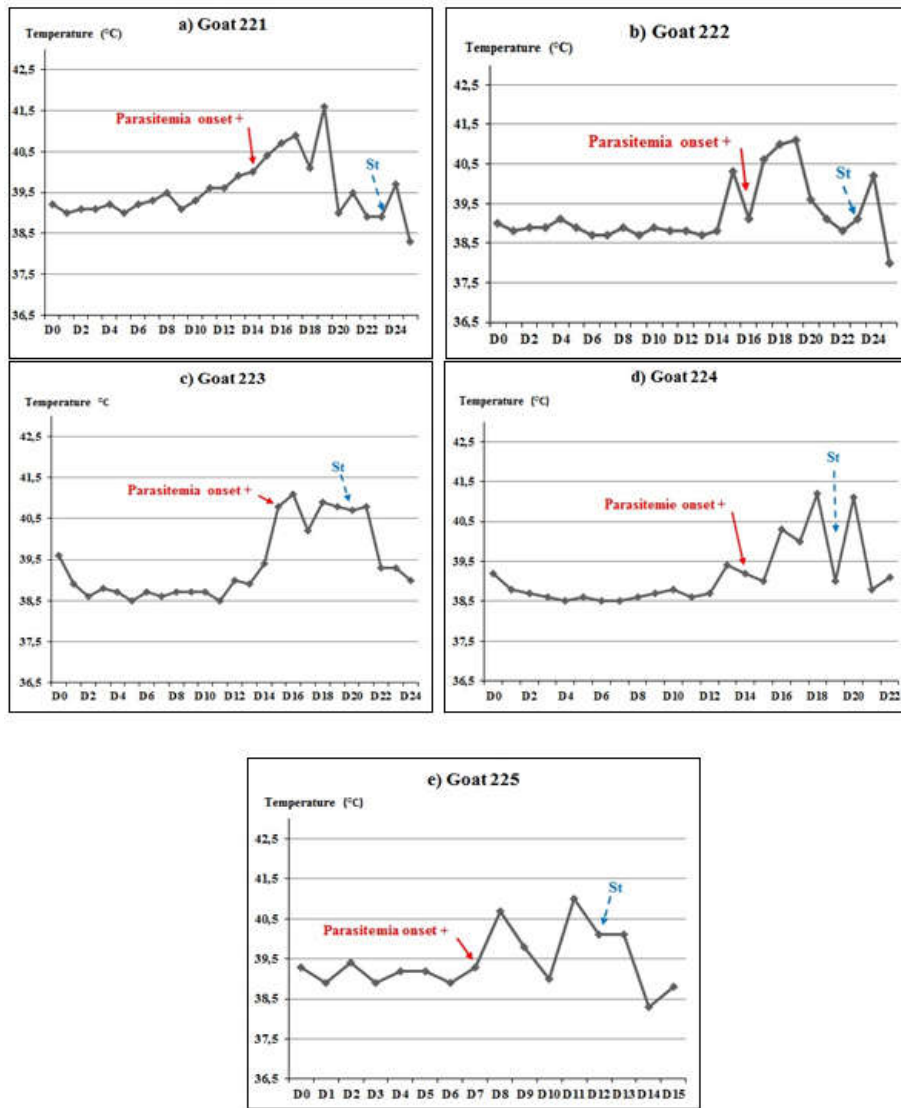 a) Goat 221
Temperature (°C)
42,5
41,5
40,5
39,5
38,5
37,5
36,5
Parasitemia onset +
St
D0 D2 D4 D6 D8 D10 D12 D14 D16 D18 D20 D22 D24
b) Goat 222
Temperature (°C)
42,5
41,5
40,5
39,5
38,5
37,5
36,5
Parasitemia onset +
St
D0 D2 D4 D6 D8 D10 D12 D14 D16 D18 D20 D22 D24
c) Goat 223
Temperature °C
42,5
41,5
40,5
39,5
38,5
37,5
36,5
St
Parasitemia onset +
D0 D2 D4 D6 D8 D10 D12 D14 D16 D18 D20 D22 D24
d) Goat 224
Temperature (°C)
42,5
41,5
40,5
39,5
38,5
37,5
36,5
St
Parasitemie onset +
D0 D2 D4 D6 D8 D10 D12 D14 D16 D18 D20 D22
e) Goat 225
Temperature (°C)
42,5
41,5
40,5
39,5
38,5
37,5
36,5
St
Parasitemia onset +
D0 D1 D2 D3 D4 D5 D6 D7 D8 D9 D10 D11 D12 D13 D14 D15